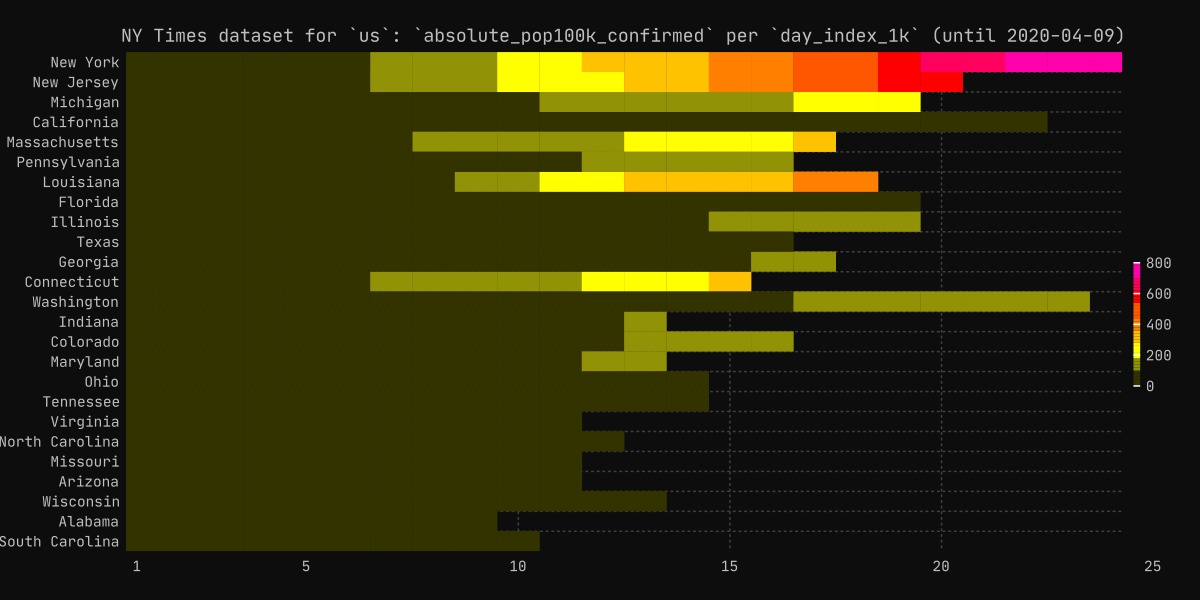 NY Times dataset for `us`: `absolute_pop100k_confirmed` per `day_index_1k` (until 2020-04-09)
New York
New Jersey
Michigan
California
Massachusetts
Pennsylvania
Louisiana
Florida
Illinois
Texas
Georgia
Connecticut
Washington
Indiana
Colorado
Maryland
Ohio
Tennessee
Virginia
North Carolina
Missouri
Arizona
Wisconsin
Alabama
South Carolina
800
600
400
200
0
1 5 10 15 20 25